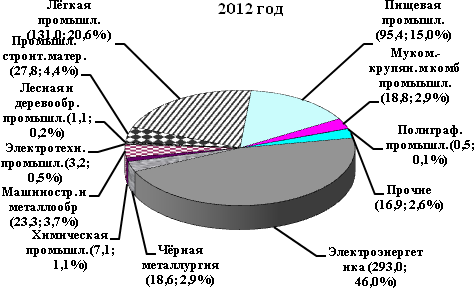 2012 год
Лёгкая
промышл.
(131,0; 20,6%)
Пищевая
промышл.
(95,4; 15,0%)
Муком.-
крупян.и комб
промыышл.
(18,8; 2,9%)
Полиграф.
промышл.(0,5;
0,1%)
Прочие
(16,9; 2,6%)
Электроэнергет
ика (293,0;
46,0%)
Чёрная
металлургия
(18,6; 2,9%)
Химическая
промышл.(7,1;
1,1%)
Машиностр.и
металлообр
(23,3; 3,7%)
Электротехн.
промышл.(3,2;
0,5%)
Лесная и
деревообр.
промышл.(1,1;
0,2%)
Промышл.
строит.матер.
(27,8; 4,4%)